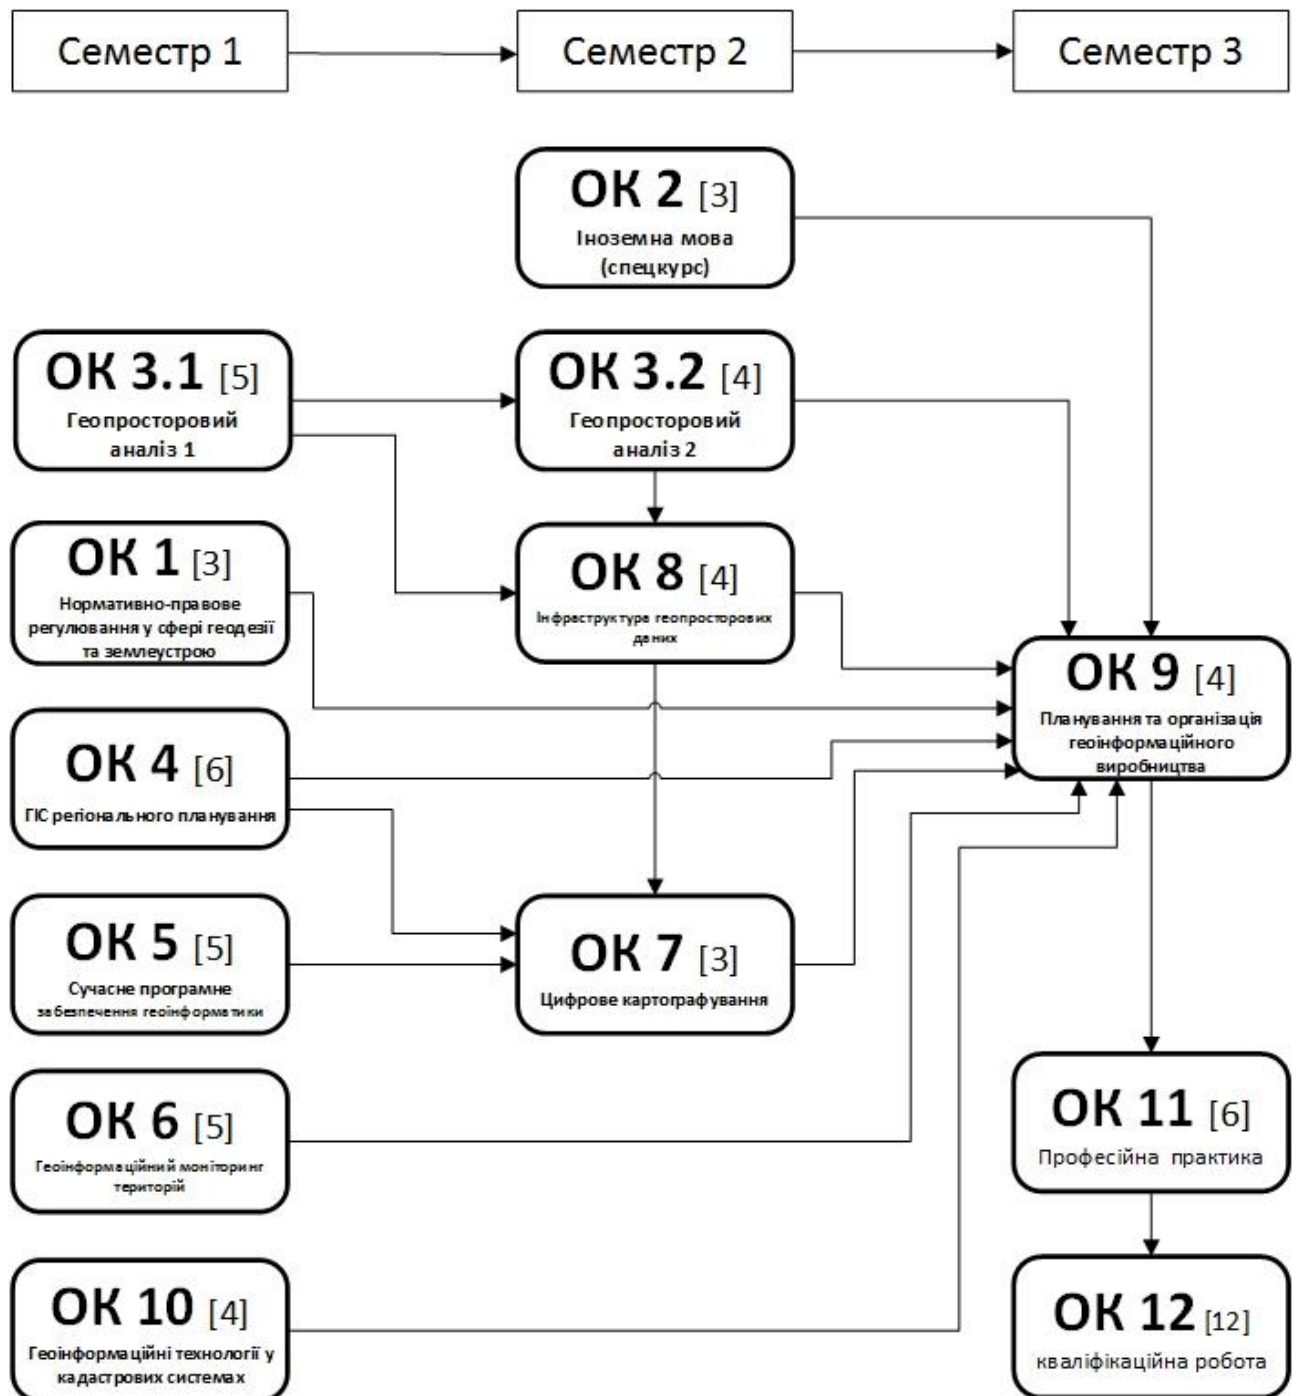 Семестр 1
Семестр 2
Семестр 3
ОК 2 [3]
Іноземна мова
(спецкурс)
ОК 3.1 [5]
Геопросторовий
аналіз 1
ОК 3.2 [4]
Геопросторовий
аналіз 2
ОК 1 [3]
Нормативно-правове
регулювання у сфері геодезії
та землеустрою
ОК 8 [4]
Інфраструктура геопросторових
даних
ОК 9 [4]
Планування та організація
геоінформаційного
виробництва
ОК 4 [6]
ГІС регіонального планування
ОК 5 [5]
Сучасне програмне
забезпечення геоінформатики
ОК 7 [3]
Цифрове картографування
ОК 6 [5]
Геоінформаційний моніторинг
територій
ОК 11 [6]
Професійна практика
ОК 10 [4]
Геоінформаційні технології у
кадастрових системах
ОК 12 [12]
кваліфікаційна робота